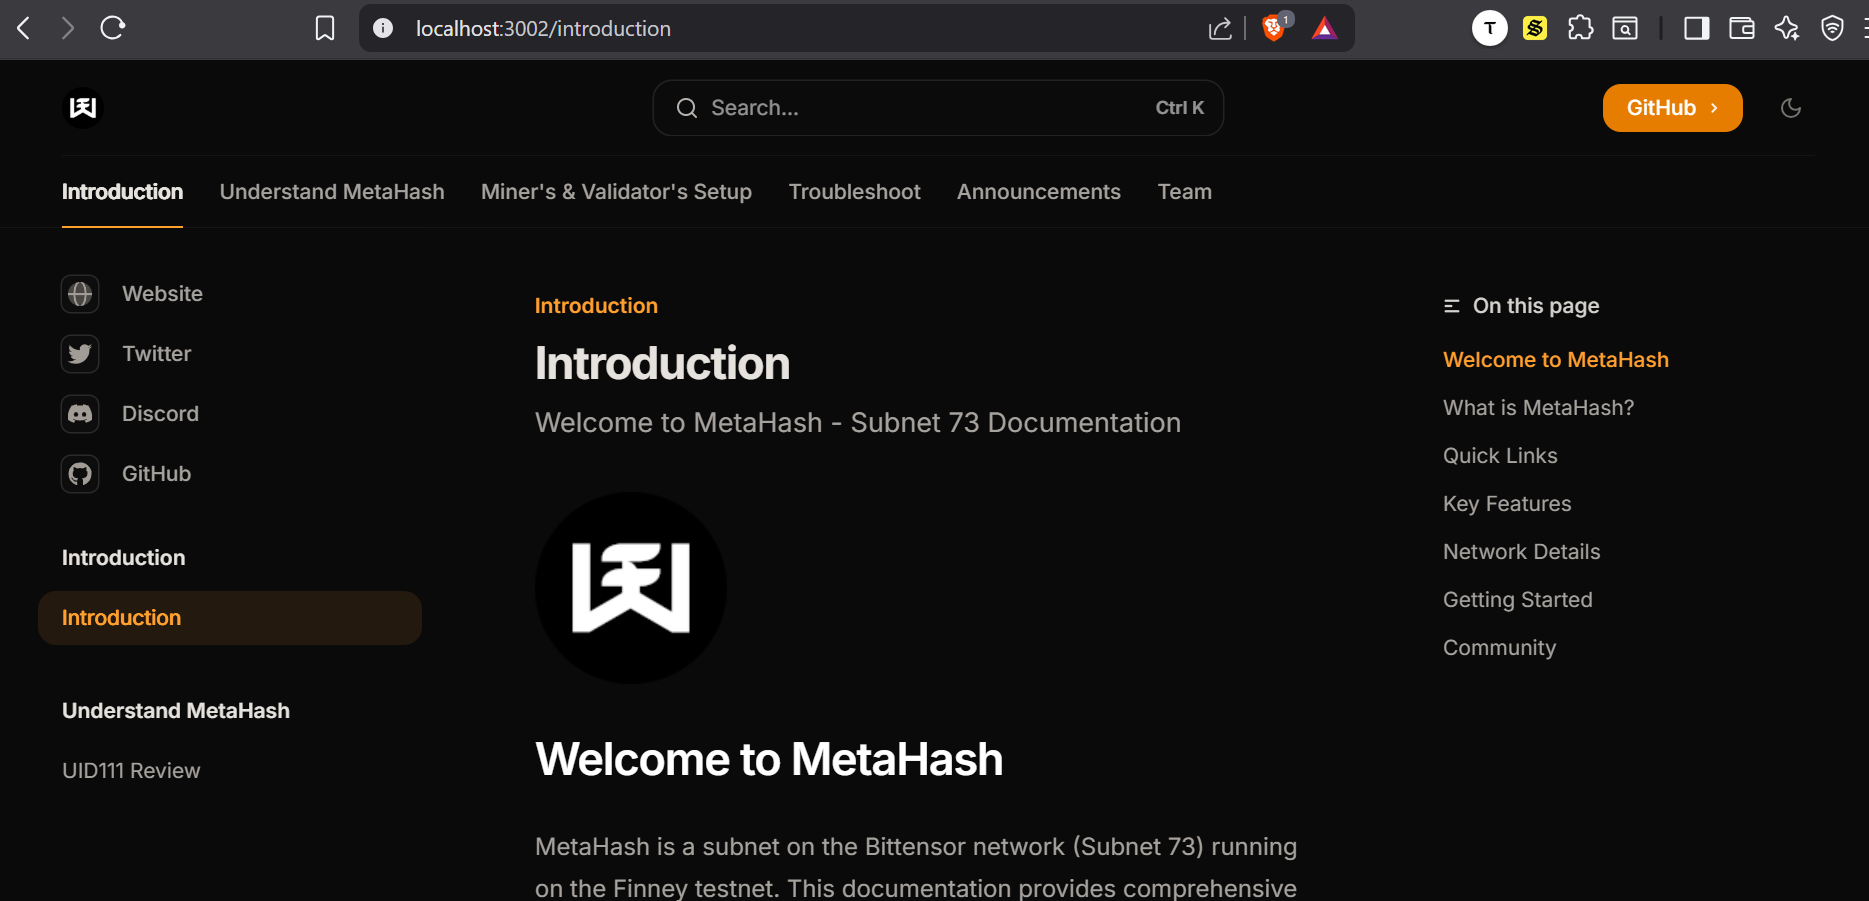 localhost:3002/introduction
1
T
Search...
Ctrl K
GitHub
Introduction
Understand MetaHash
Miner's & Validator's Setup
Troubleshoot
Announcements
Team
Website
Twitter
Discord
GitHub
Introduction
Introduction
Understand MetaHash
UID111 Review
Introduction
Introduction
Welcome to MetaHash - Subnet 73 Documentation
Welcome to MetaHash
MetaHash is a subnet on the Bittensor network (Subnet 73) running
on the Finney testnet. This documentation provides comprehensive
On this page
Welcome to MetaHash
What is MetaHash?
Quick Links
Key Features
Network Details
Getting Started
Community